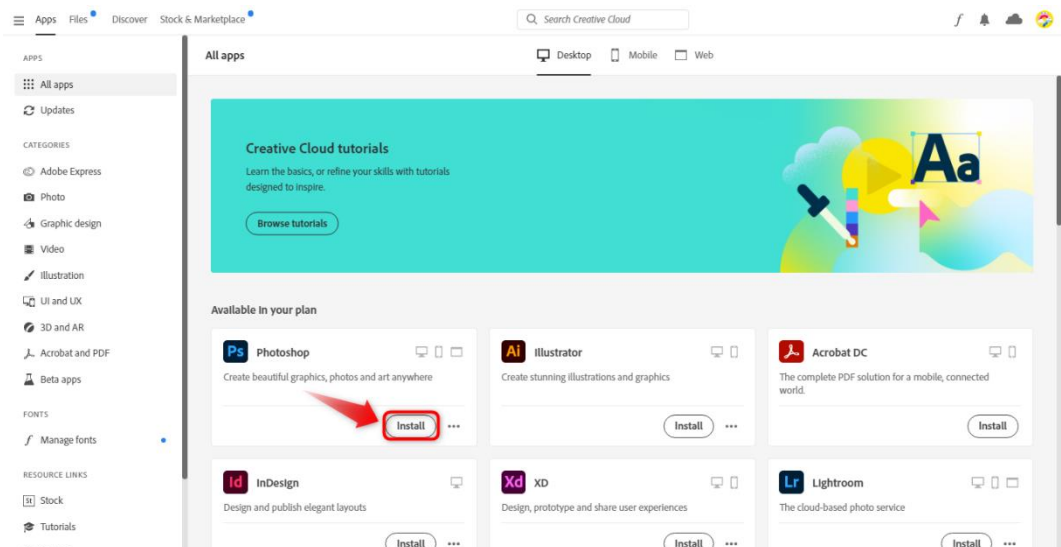 Apps Files Discover Stock & Marketplace
Search Creative Cloud
APPS
All apps
Updates
CATEGORIES
Adobe Express
Photo
Graphic design
Video
Illustration
UI and UX
3D and AR
Acrobat and PDF
Beta apps
FONTS
Manage fonts
RESOURCE LINKS
St Stock
Tutorials
All apps
Desktop Mobile Web
Creative Cloud tutorials
Learn the basics, or refine your skills with tutorials
designed to inspire.
Browse tutorials
Aa
Available in your plan
Ps Photoshop
Create beautiful graphics, photos and art anywhere
Install
Ai Illustrator
Create stunning illustrations and graphics
Install
Acrobat DC
The complete PDF solution for a mobile, connected
world.
Install
Id InDesign
Design and publish elegant layouts
Install
Xd XD
Design, prototype and share user experiences
Install
Lr Lightroom
The cloud-based photo service
Install